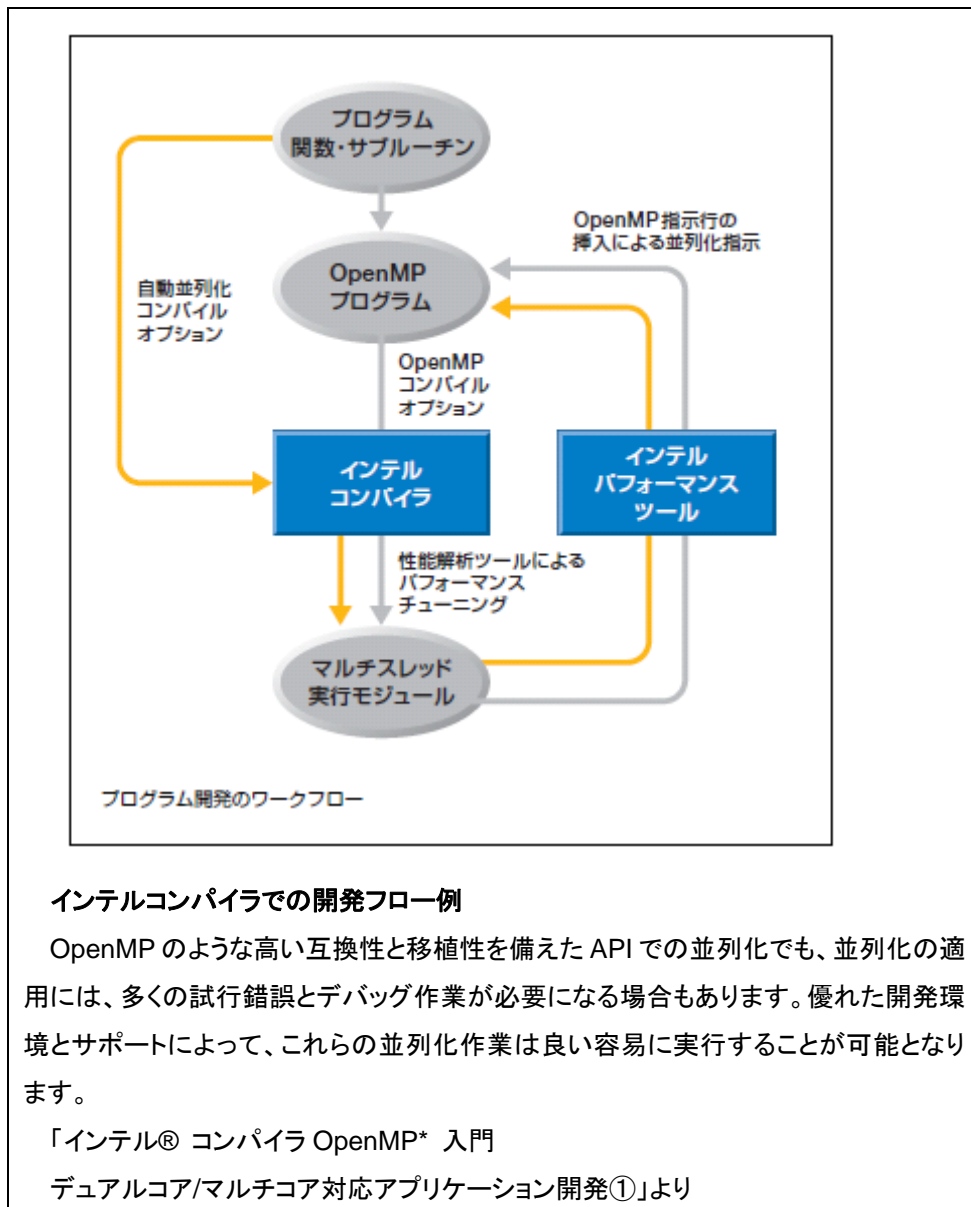 プログラム
関数・サブルーチン
OpenMP指示行の
挿入による並列化指示
OpenMP
プログラム
自動並列化
コンパイル
オプション
OpenMP
コンパイル
オプション
インテル
コンパイラ
インテル
パフォーマンス
ツール
性能解析ツールによる
パフォーマンス
チューニング
マルチスレッド
実行モジュール
プログラム開発のワークフロー
インテルコンパイラでの開発フロー例
OpenMP のような高い互換性と移植性を備えた API での並列化でも、並列化の適
用には、多くの試行錯誤とデバッグ作業が必要になる場合もあります。優れた開発環
境とサポートによって、これらの並列化作業は良い容易に実行することが可能となり
ます。
「インテル® コンパイラ OpenMP* 入門
デュアルコア/マルチコア対応アプリケーション開発①」より